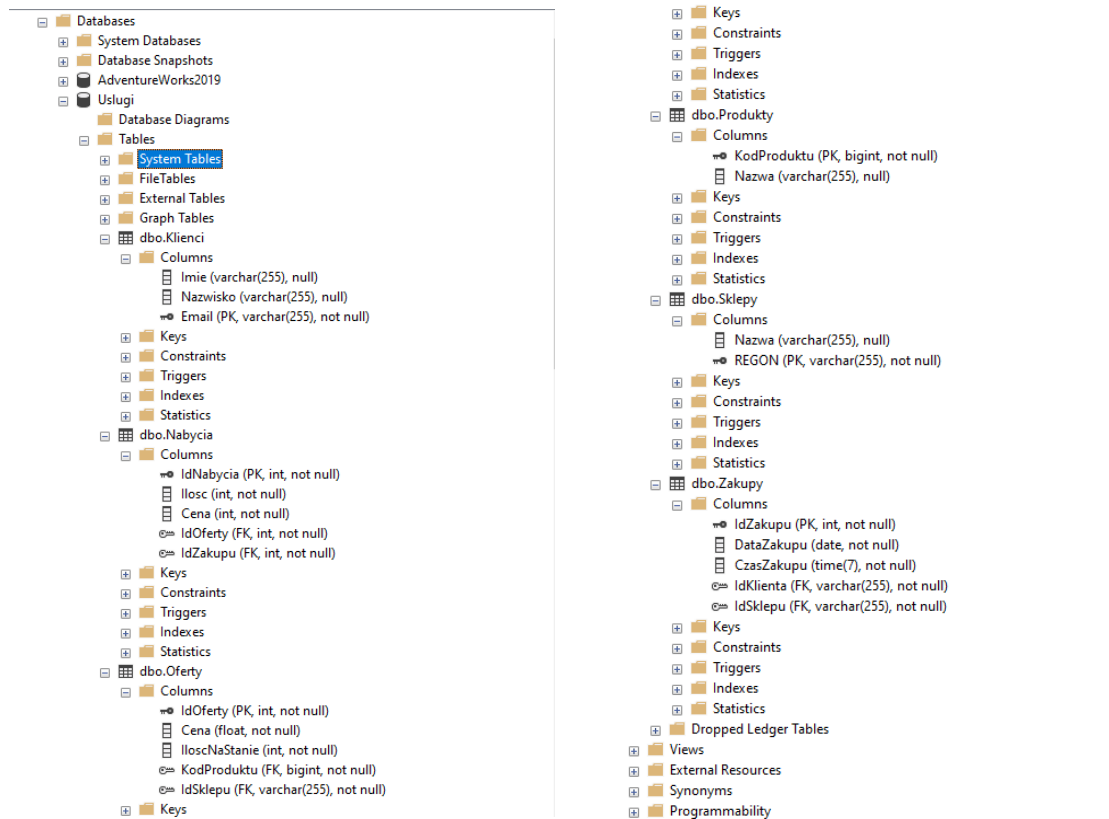 Databases
System Databases
Database Snapshots
AdventureWorks2019
Uslugi
Database Diagrams
Tables
System Tables
FileTables
External Tables
Graph Tables
dbo.Klienci
Columns
Imie (varchar(255), null)
Nazwisko (varchar(255), null)
Email (PK, varchar(255), not null)
Keys
Constraints
Triggers
Indexes
Statistics
dbo.Nabycia
Columns
IdNabycia (PK, int, not null)
Ilosc (int, not null)
Cena (int, not null)
IdOferty (FK, int, not null)
IdZakupu (FK, int, not null)
Keys
Constraints
Triggers
Indexes
Statistics
dbo.Oferty
Columns
IdOferty (PK, int, not null)
Cena (float, not null)
IloscNaStanie (int, not null)
KodProduktu (FK, bigint, not null)
IdSklepu (FK, varchar(255), not null)
Keys
Keys
Constraints
Triggers
Indexes
Statistics
dbo.Produkty
Columns
KodProduktu (PK, bigint, not null)
Nazwa (varchar(255), null)
Keys
Constraints
Triggers
Indexes
Statistics
dbo.Sklepy
Columns
Nazwa (varchar(255), null)
REGON (PK, varchar(255), not null)
Keys
Constraints
Triggers
Indexes
Statistics
dbo.Zakupy
Columns
IdZakupu (PK, int, not null)
DataZakupu (date, not null)
CzasZakupu (time(7), not null)
IdKlienta (FK, varchar(255), not null)
IdSklepu (FK, varchar(255), not null)
Keys
Constraints
Triggers
Indexes
Statistics
Dropped Ledger Tables
Views
External Resources
Synonyms
Programmability